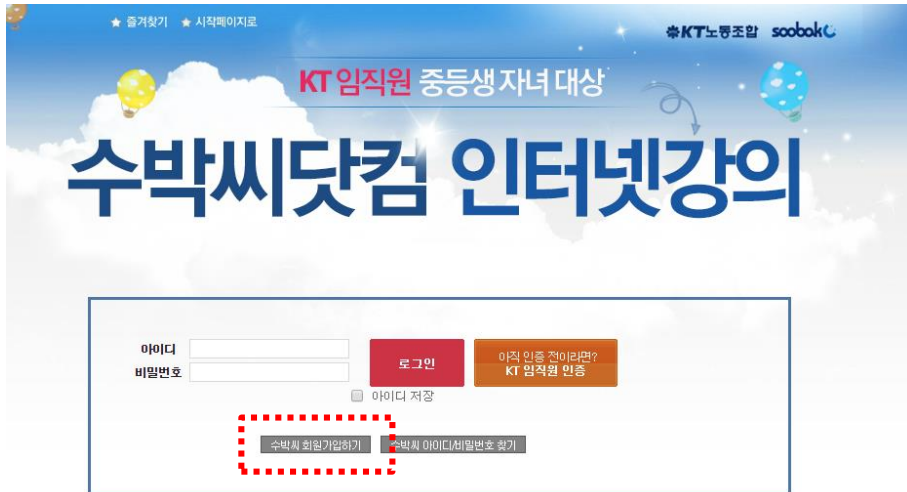 ★ 즐겨찾기 ★ 시작페이지로
KT노동조합 soobakC
KT 임직원 중등생 자녀 대상
수박씨닷컴 인터넷강의
아이디
비밀번호
로그인
아직 인증 전이라면?
KT 임직원 인증
아이디 저장
수박씨 회원가입하기 수박씨 아이디/비밀번호 찾기